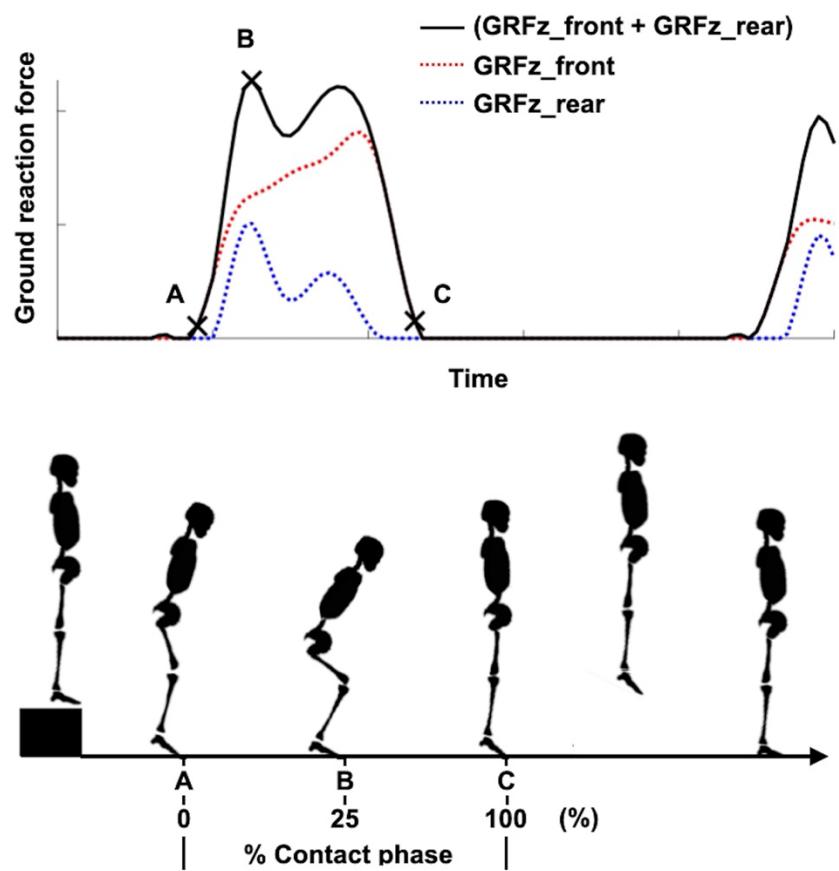 B
(GRFz_front + GRFz_rear)
GRFz_front
GRFz_rear
Ground reaction force
A
C
Time
A B C
0 25 100 (%)
% Contact phase